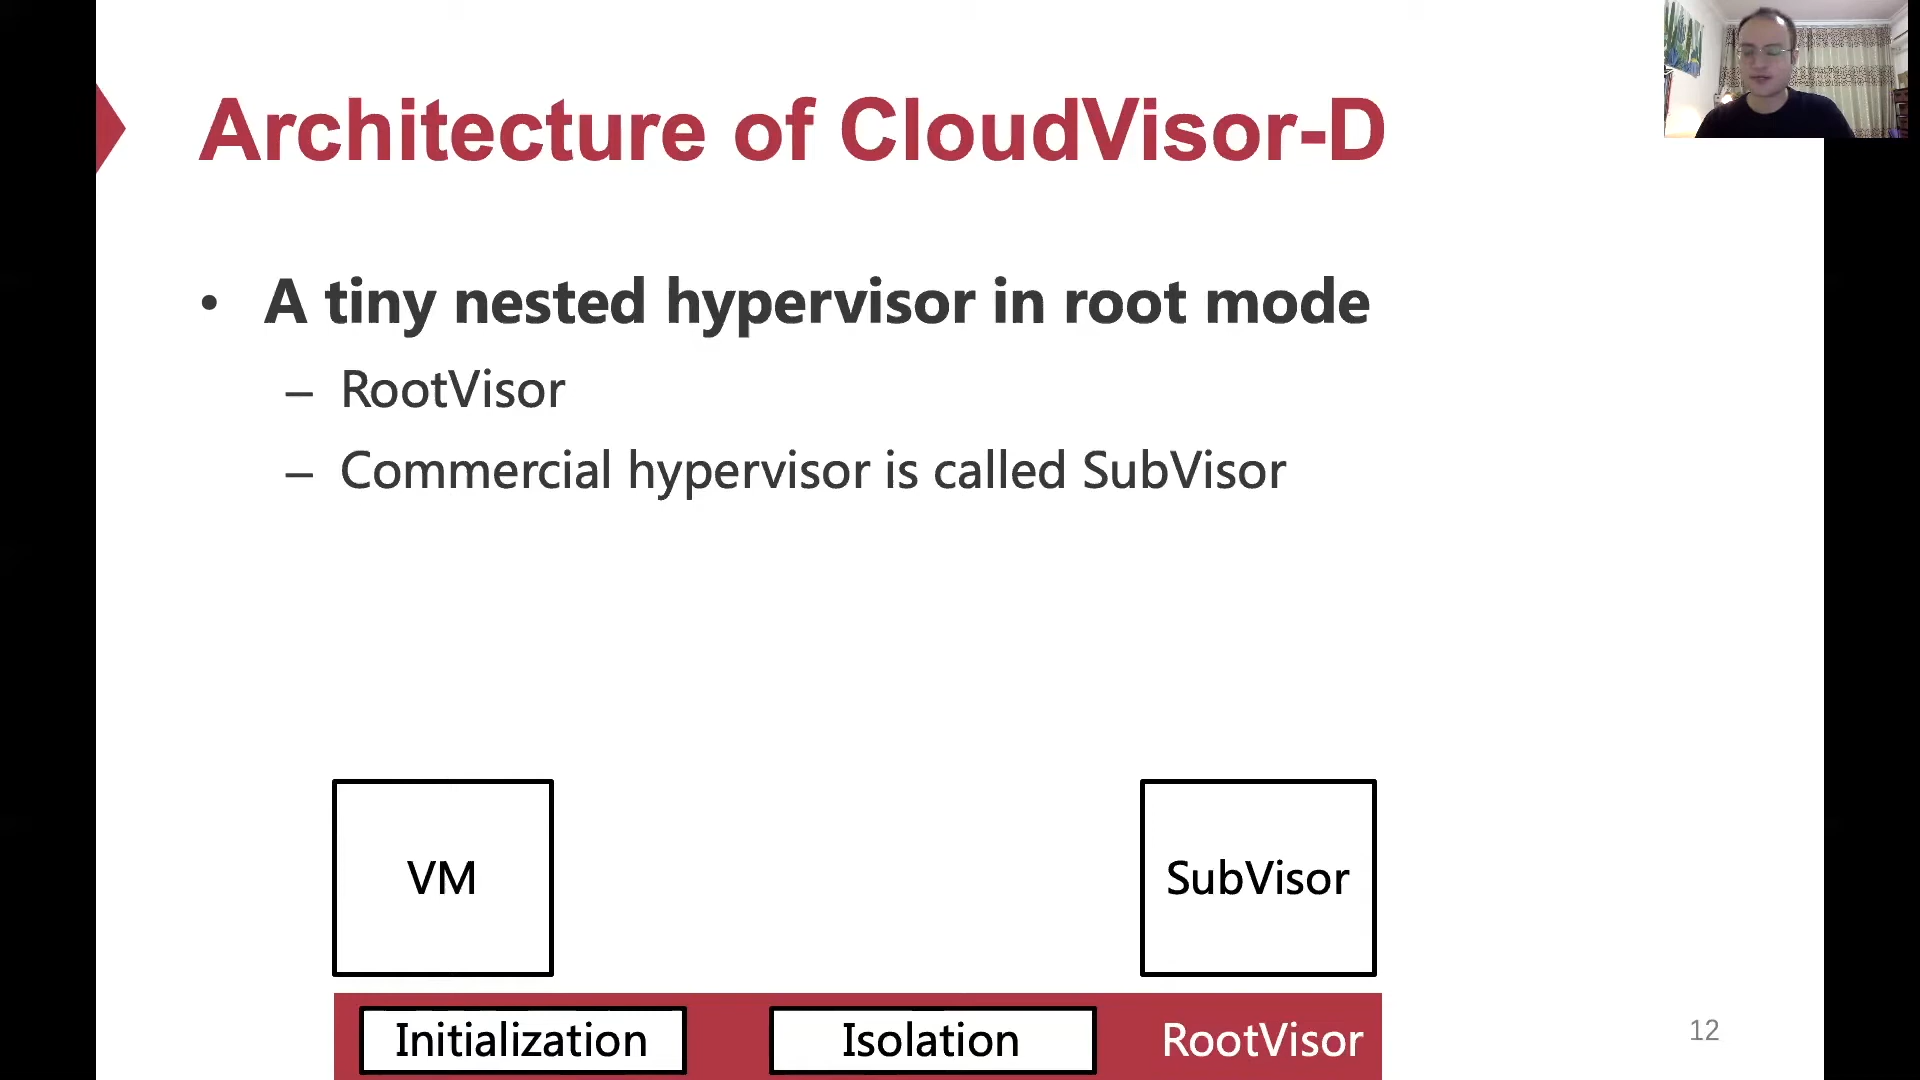 Architecture of CloudVisor-D
• A tiny nested hypervisor in root mode
– RootVisor
– Commercial hypervisor is called SubVisor
VM
SubVisor
Initialization
Isolation
RootVisor
12